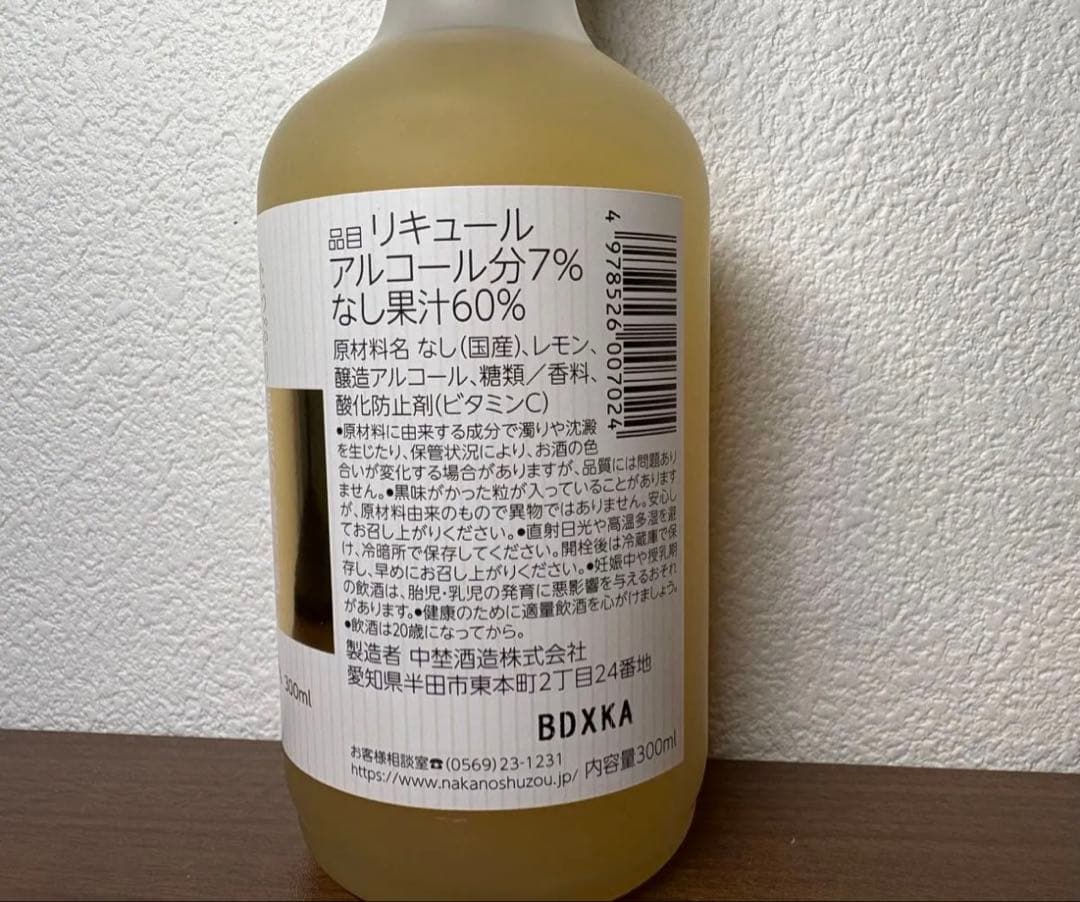 品目 リキュール
アルコール分7%
なし果汁60%
原材料名 なし(国産)、レモン、
醸造アルコール、糖類/香料、
酸化防止剤(ビタミンC)
•原材料に由来する成分で濁りや沈澱
を生じたり、保管状況により、お酒の色
合いが変化する場合がありますが、品質には問題あり
ません。•黒味がかった粒が入っていることがあります
が、原材料由来のもので異物ではありません。安心し
てお召し上がりください。•直射日光や高温多湿を避
け、冷暗所で保存してください。開栓後は冷蔵庫で保
存し、早めにお召し上がりください。•妊娠中や授乳期
の飲酒は、胎児・乳児の発育に悪影響を与えるおそれ
があります。•健康のために適量飲酒を心がけましょう。
•飲酒は20歳になってから。
製造者 中埜酒造株式会社
愛知県半田市東本町2丁目24番地
BDXKA
お客様相談室☎(0569)23-1231
https://www.nakanoshuzou.jp/ 内容量300ml
4 978526 007024
300ml